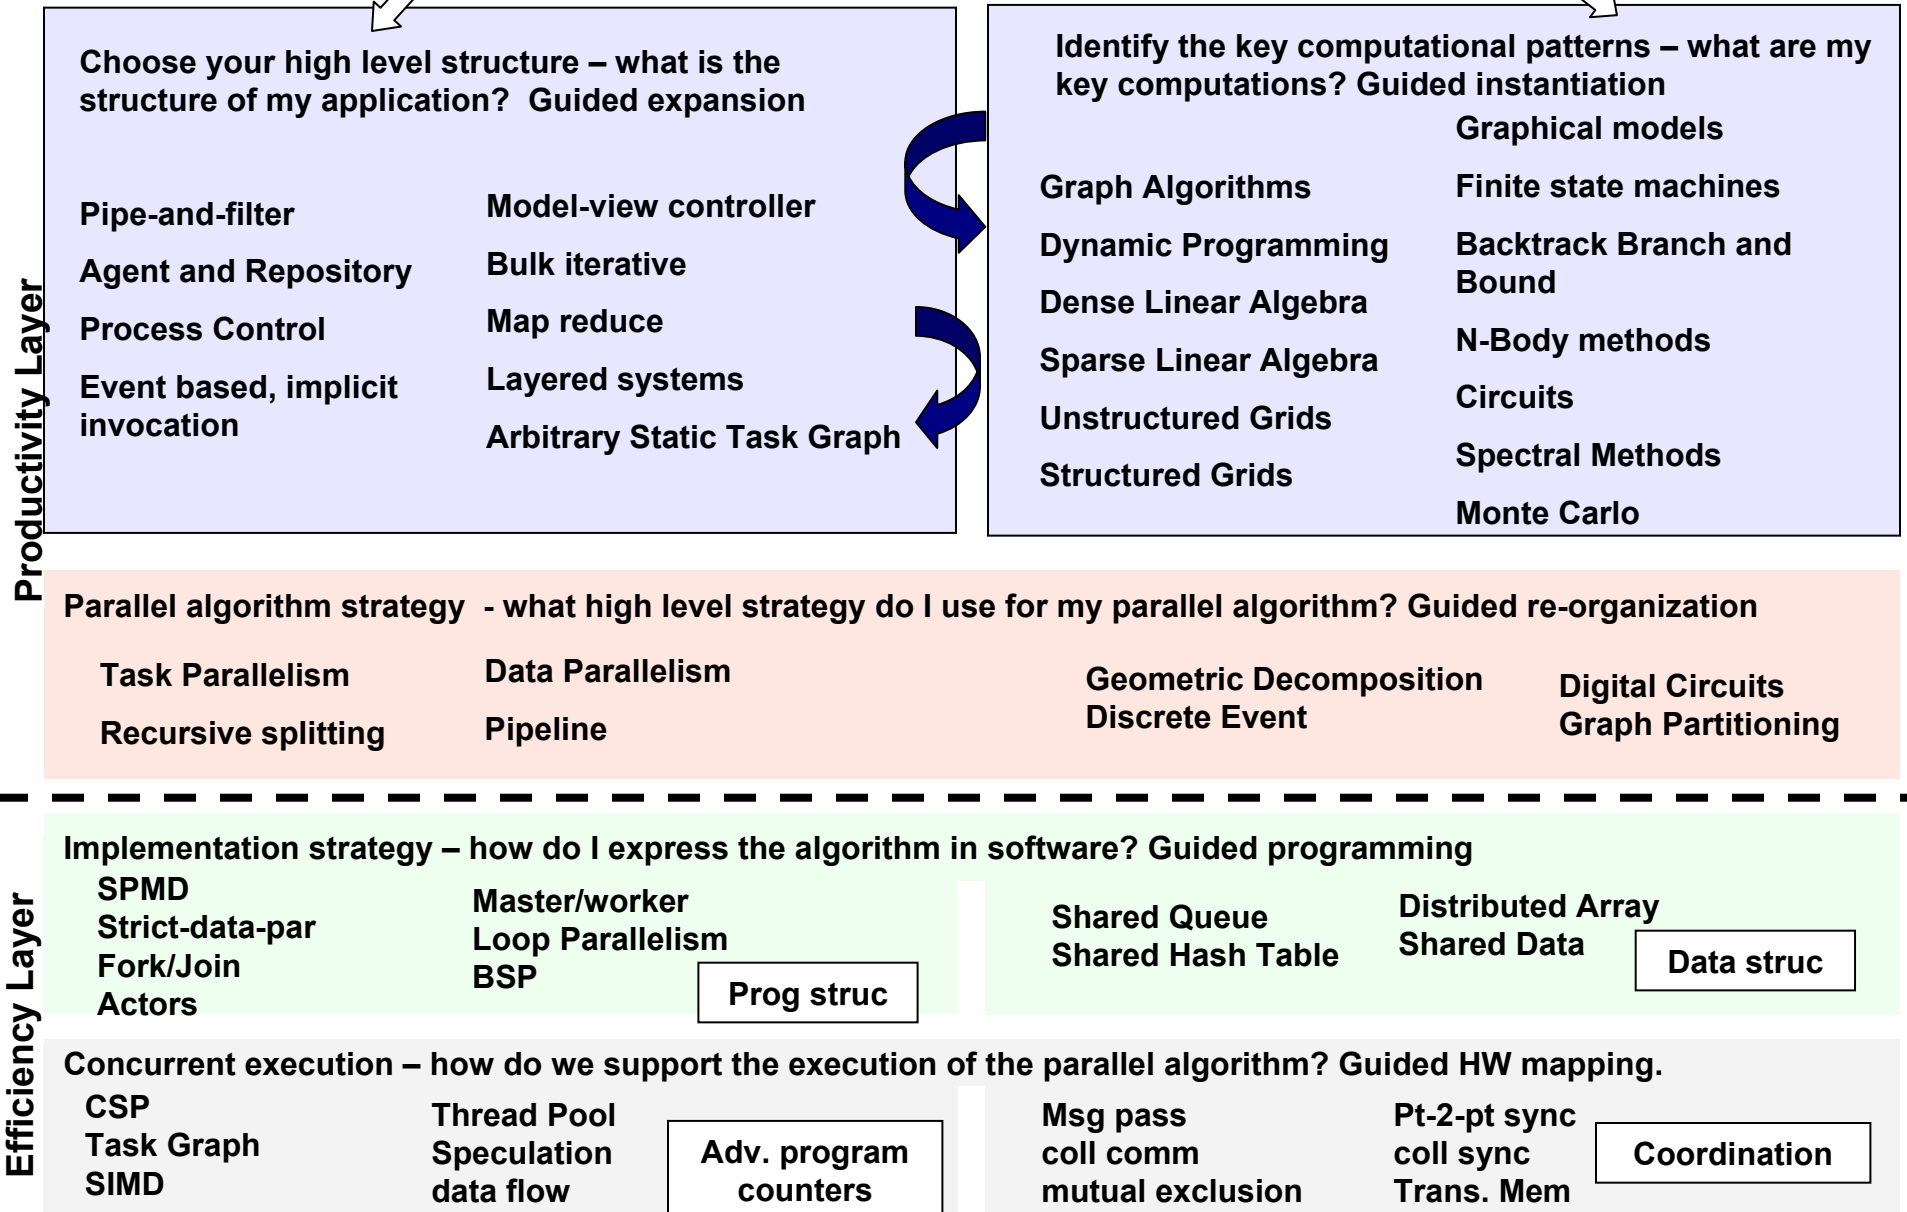 Productivity Layer
Choose your high level structure – what is the
structure of my application?  Guided expansion
Pipe-and-filter
Agent and Repository
Process Control
Event based, implicit
invocation
Model-view controller
Bulk iterative
Map reduce
Layered systems
Arbitrary Static Task Graph
Identify the key computational patterns – what are my
key computations? Guided instantiation
Graph Algorithms
Dynamic Programming
Dense Linear Algebra
Sparse Linear Algebra
Unstructured Grids
Structured Grids
Graphical models
Finite state machines
Backtrack Branch and
Bound
N-Body methods
Circuits
Spectral Methods
Monte Carlo
Parallel algorithm strategy  - what high level strategy do I use for my parallel algorithm? Guided re-organization
Task Parallelism
Recursive splitting
Data Parallelism
Pipeline
Geometric Decomposition
Discrete Event
Digital Circuits
Graph Partitioning
Efficiency Layer
Implementation strategy – how do I express the algorithm in software? Guided programming
SPMD
Strict-data-par
Fork/Join
Actors
Master/worker
Loop Parallelism
BSP
Prog struc
Shared Queue
Shared Hash Table
Distributed Array
Shared Data
Data struc
Concurrent execution – how do we support the execution of the parallel algorithm? Guided HW mapping.
CSP
Task Graph
SIMD
Thread Pool
Speculation
data flow
Adv. program
counters
Msg pass
coll comm
mutual exclusion
Pt-2-pt sync
coll sync
Trans. Mem
Coordination